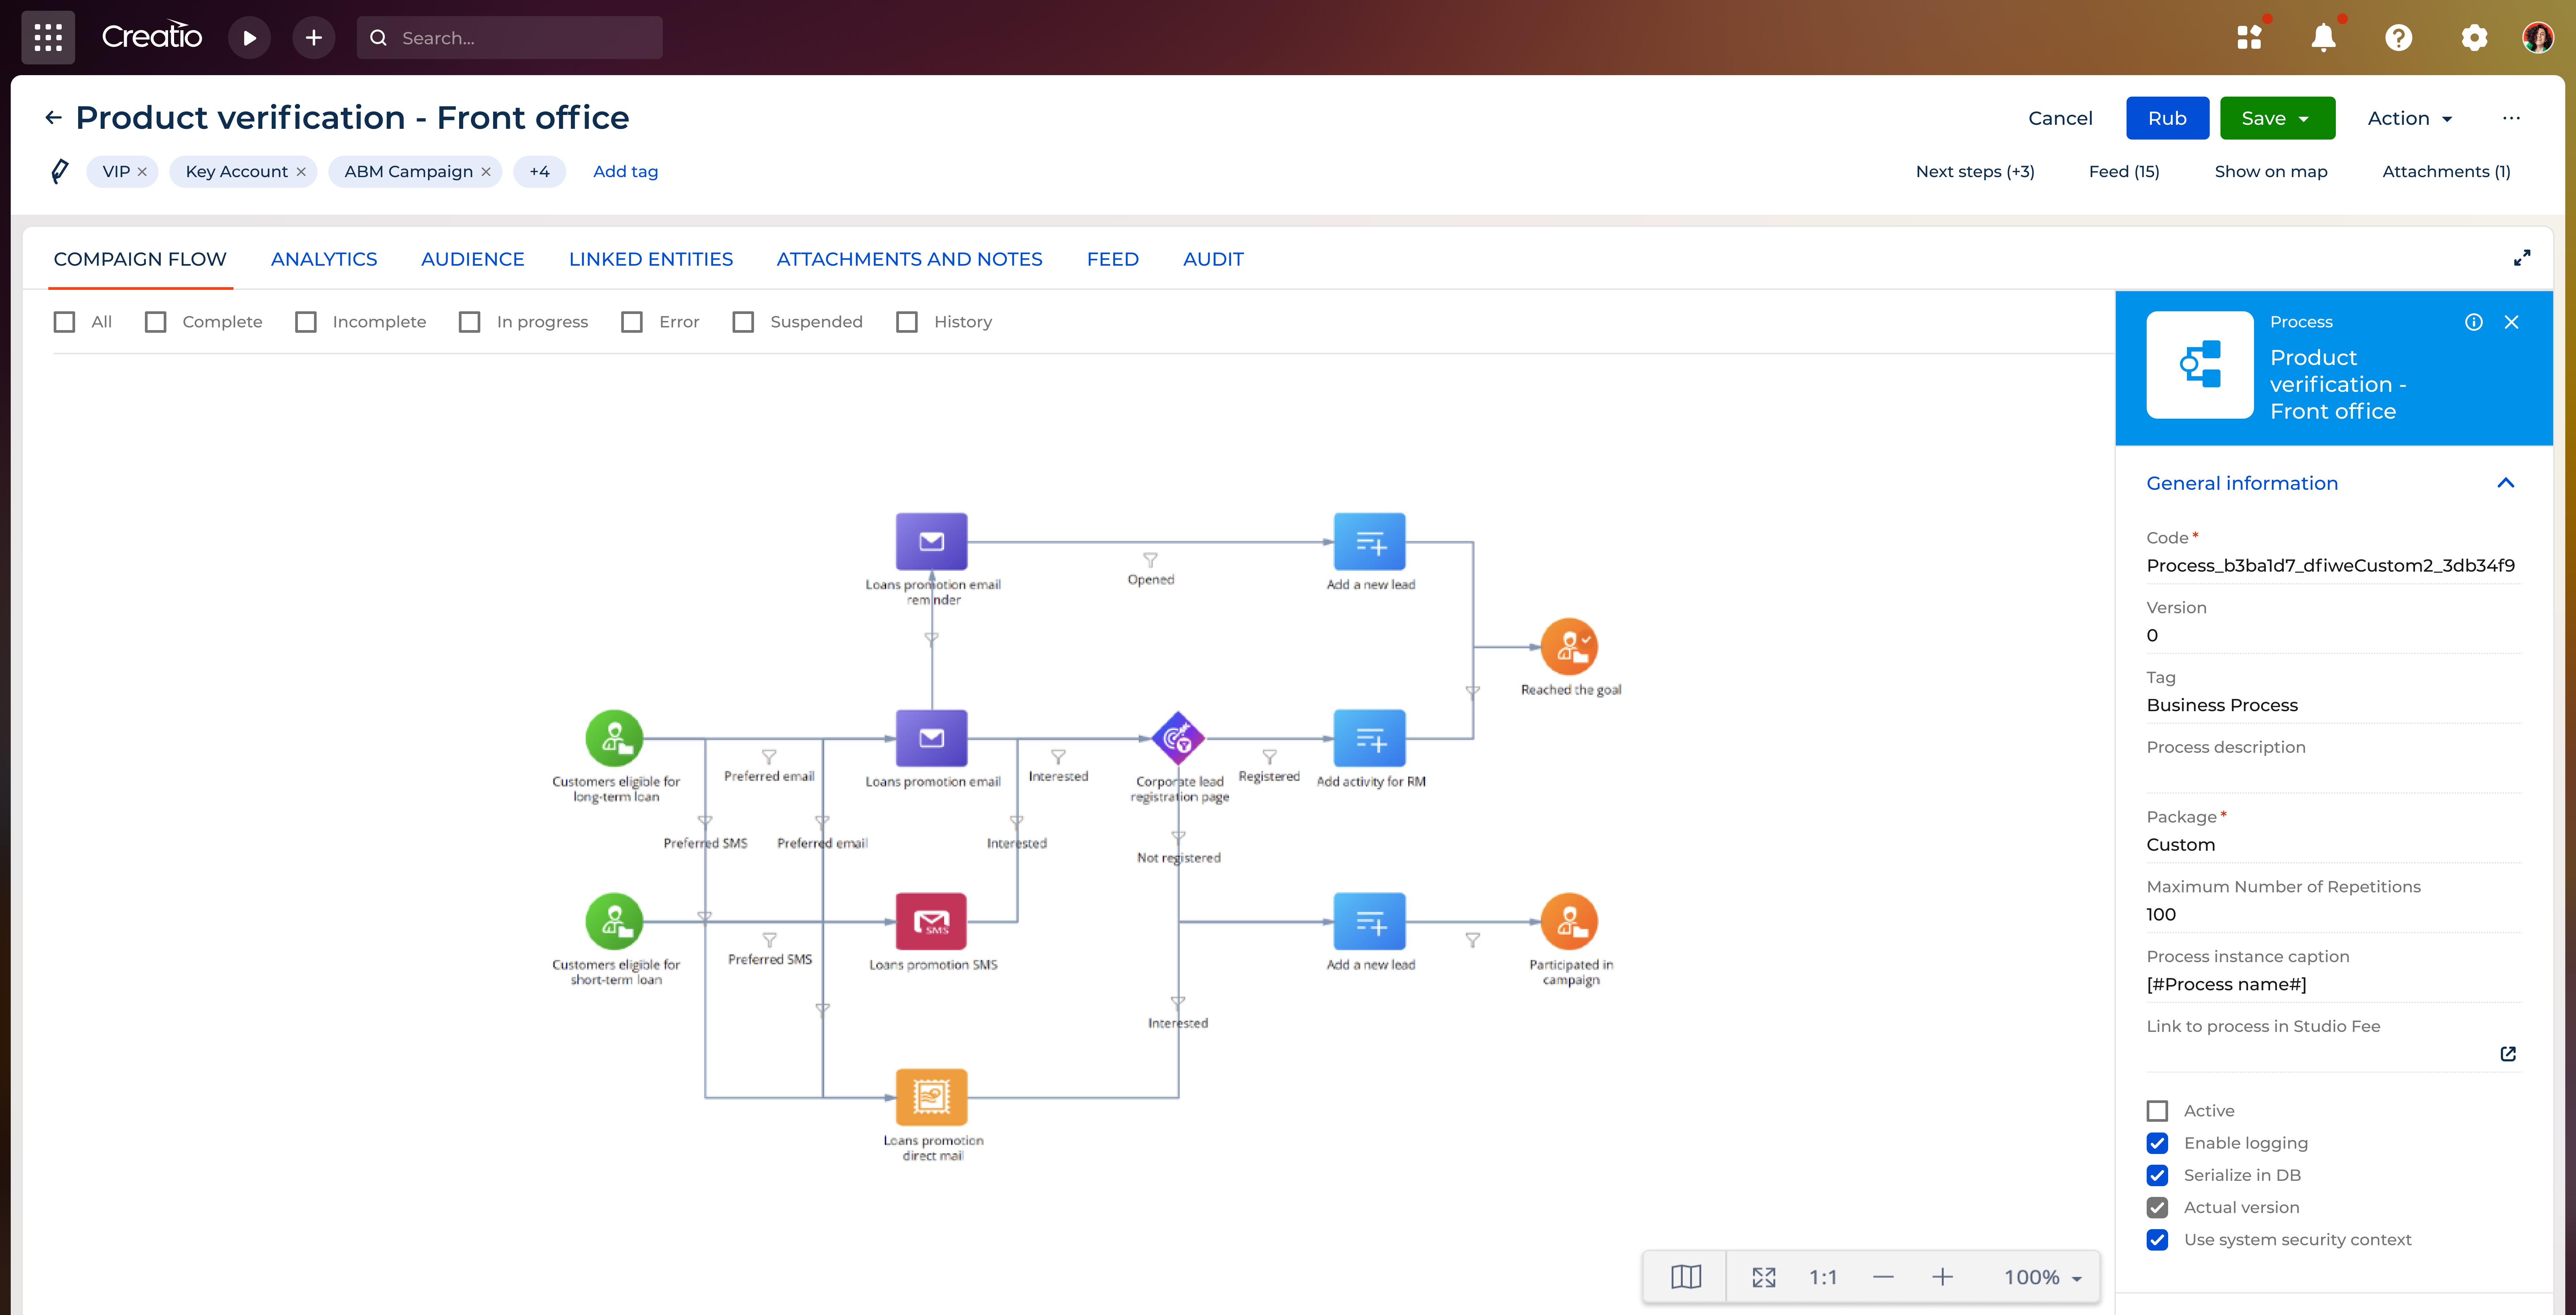 Creatio
Search...
Product verification - Front office
Cancel
Rub
Save
Action
VIP
Key Account
ABM Campaign
+4
Add tag
Next steps (+3)
Feed (15)
Show on map
Attachments (1)
COMPAIGN FLOW
ANALYTICS
AUDIENCE
LINKED ENTITIES
ATTACHMENTS AND NOTES
FEED
AUDIT
All
Complete
Incomplete
In progress
Error
Suspended
History
Loans promotion email
reminder
Opened
Add a new lead
Reached the goal
Customers eligible for
long-term loan
Preferred email
Loans promotion email
Interested
Corporate lead
registration page
Registered
Add activity for RM
Preferred SMS
Preferred email
Interested
Not registered
Customers eligible for
short-term loan
Preferred SMS
SMS
Loans promotion SMS
Add a new lead
Participated in
campaign
Interested
Loans promotion
direct mail
1:1
100%
Process
Product
verification -
Front office
General information
Code*
Process_b3ba1d7_dfiweCustom2_3db34f9
Version
0
Tag
Business Process
Process description
Package*
Custom
Maximum Number of Repetitions
100
Process instance caption
[#Process name#]
Link to process in Studio Fee
Active
Enable logging
Serialize in DB
Actual version
Use system security context